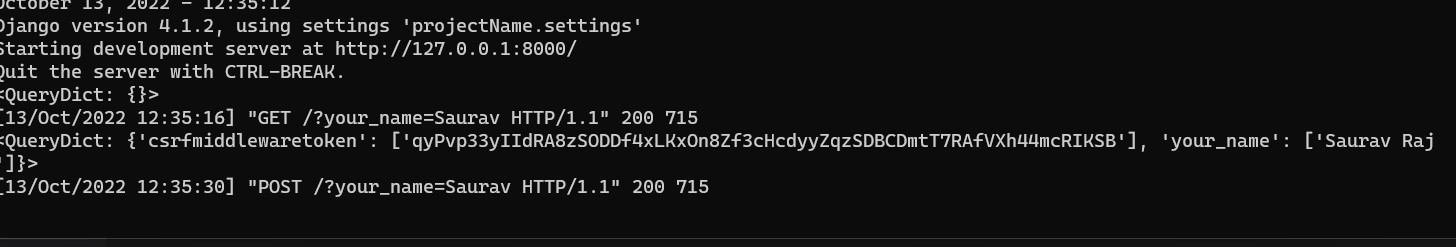 October 13, 2022 - 12:35:12
Django version 4.1.2, using settings 'projectName.settings'
Starting development server at http://127.0.0.1:8000/
Quit the server with CTRL-BREAK.
<QueryDict: {}>
[13/Oct/2022 12:35:16] "GET /?your_name=Saurav HTTP/1.1" 200 715
<QueryDict: {'csrfmiddlewaretoken': ['qyPvp33yIIdRA8zSODDf4xLKxOn8Zf3cHcdyyZqzSDBCDmtT7RAfVXh44mcRIKSB'], 'your_name': ['Saurav Raj
']}>
[13/Oct/2022 12:35:30] "POST /?your_name=Saurav HTTP/1.1" 200 715